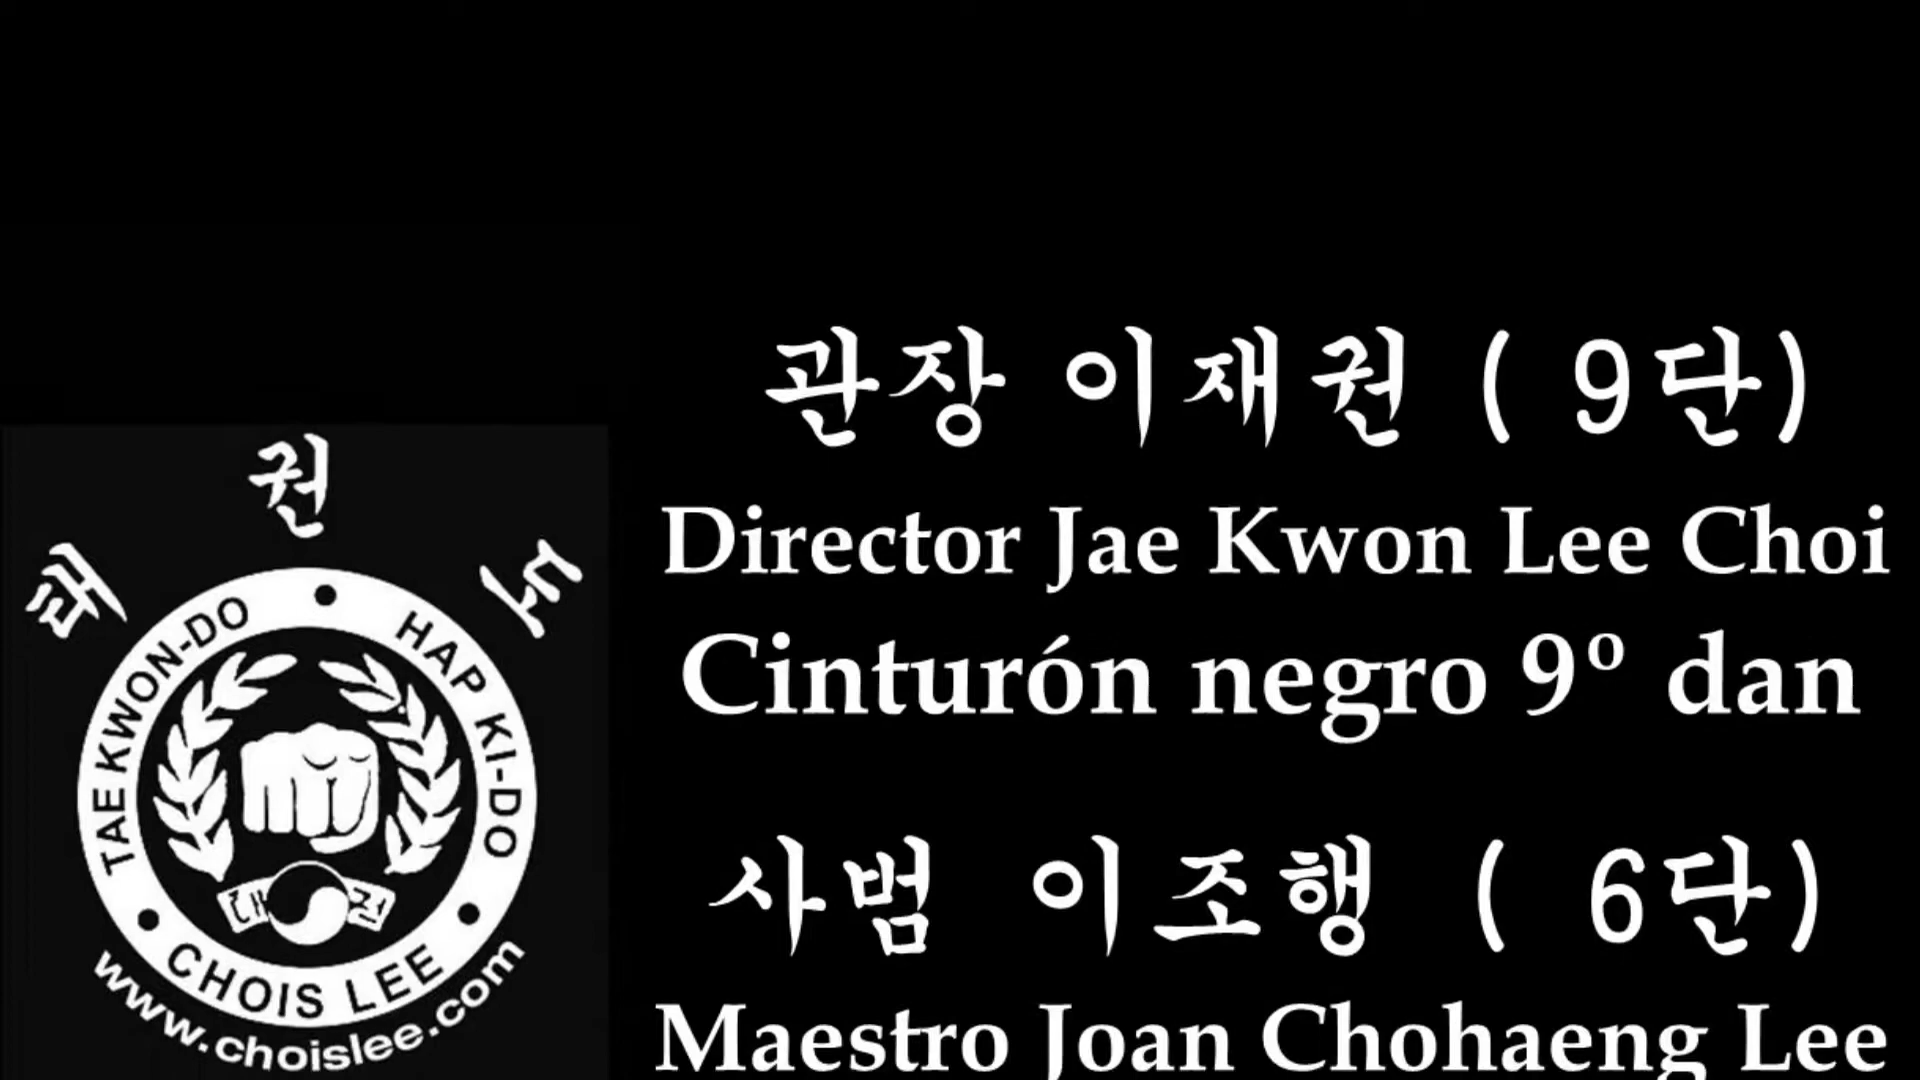 관장 이재권 ( 9단)
Director Jae Kwon Lee Choi
Cinturón negro 9º dan
사범 이조행 ( 6단)
Maestro Joan Chohaeng Lee
태 권 도
TAE KWON-DO • HAP KI-DO
대 권
• CHOIS LEE •
www.choislee.com